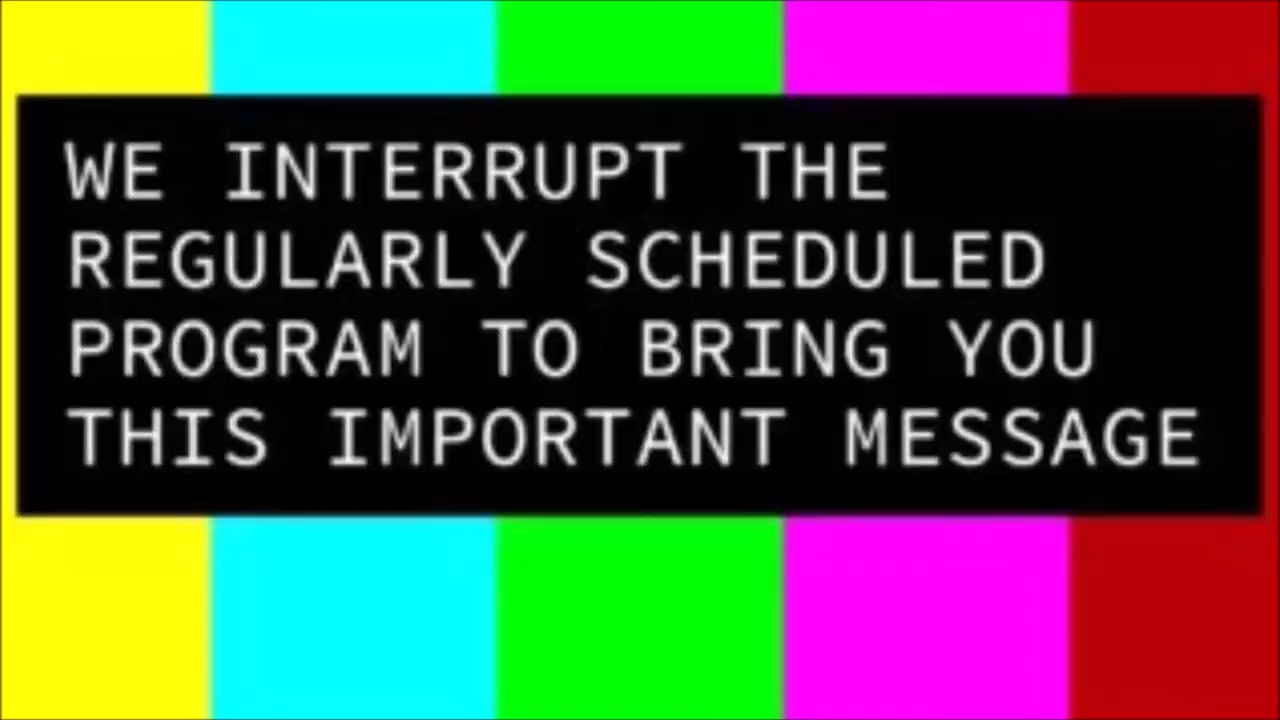 WE INTERRUPT THE
REGULARLY SCHEDULED
PROGRAM TO BRING YOU
THIS IMPORTANT MESSAGE